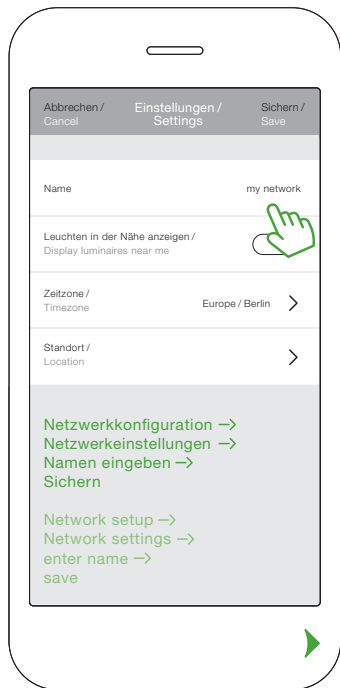 Abbrechen / Einstellungen / Sichern /
Cancel Settings Save
Name my network
Leuchten in der Nähe anzeigen /
Display luminaires near me
Zeitzone /
Timezone Europe / Berlin
Standort /
Location
Netzwerkkonfiguration →
Netzwerkeinstellungen →
Namen eingeben →
Sichern
Network setup →
Network settings →
enter name →
save